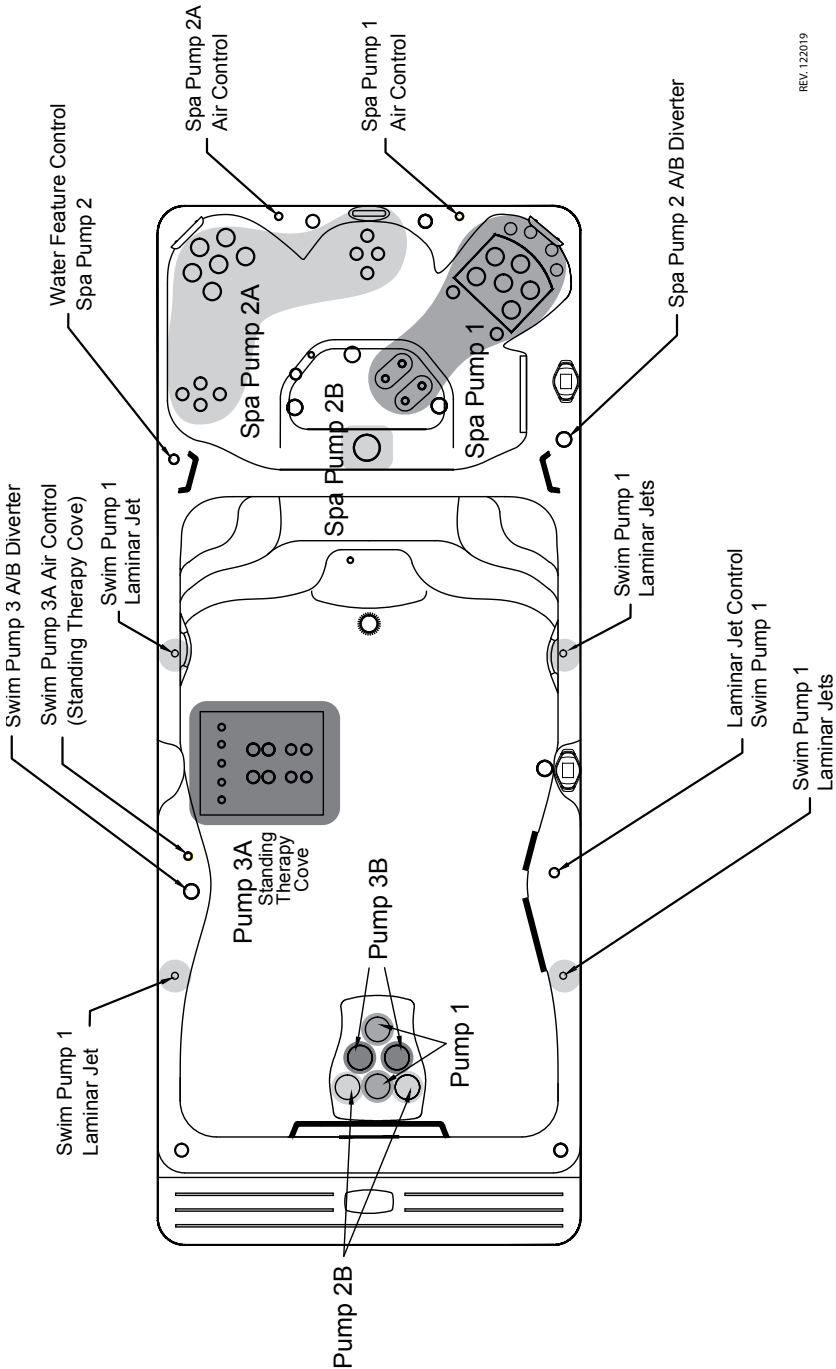 Swim Pump 3 A/B Diverter
Swim Pump 3A Air Control
(Standing Therapy Cove)
Swim Pump 1
Laminar Jet
Water Feature Control
Spa Pump 2
Spa Pump 2A
Air Control
Spa Pump 1
Air Control
Swim Pump 1
Laminar Jet
Spa Pump 2A
Spa Pump 2B
Spa Pump 1
Pump 3A
Standing
Therapy
Cove
Pump 3B
Pump 1
Pump 2B
Spa Pump 2 A/B Diverter
Swim Pump 1
Laminar Jets
Laminar Jet Control
Swim Pump 1
Swim Pump 1
Laminar Jets
REV. 122019